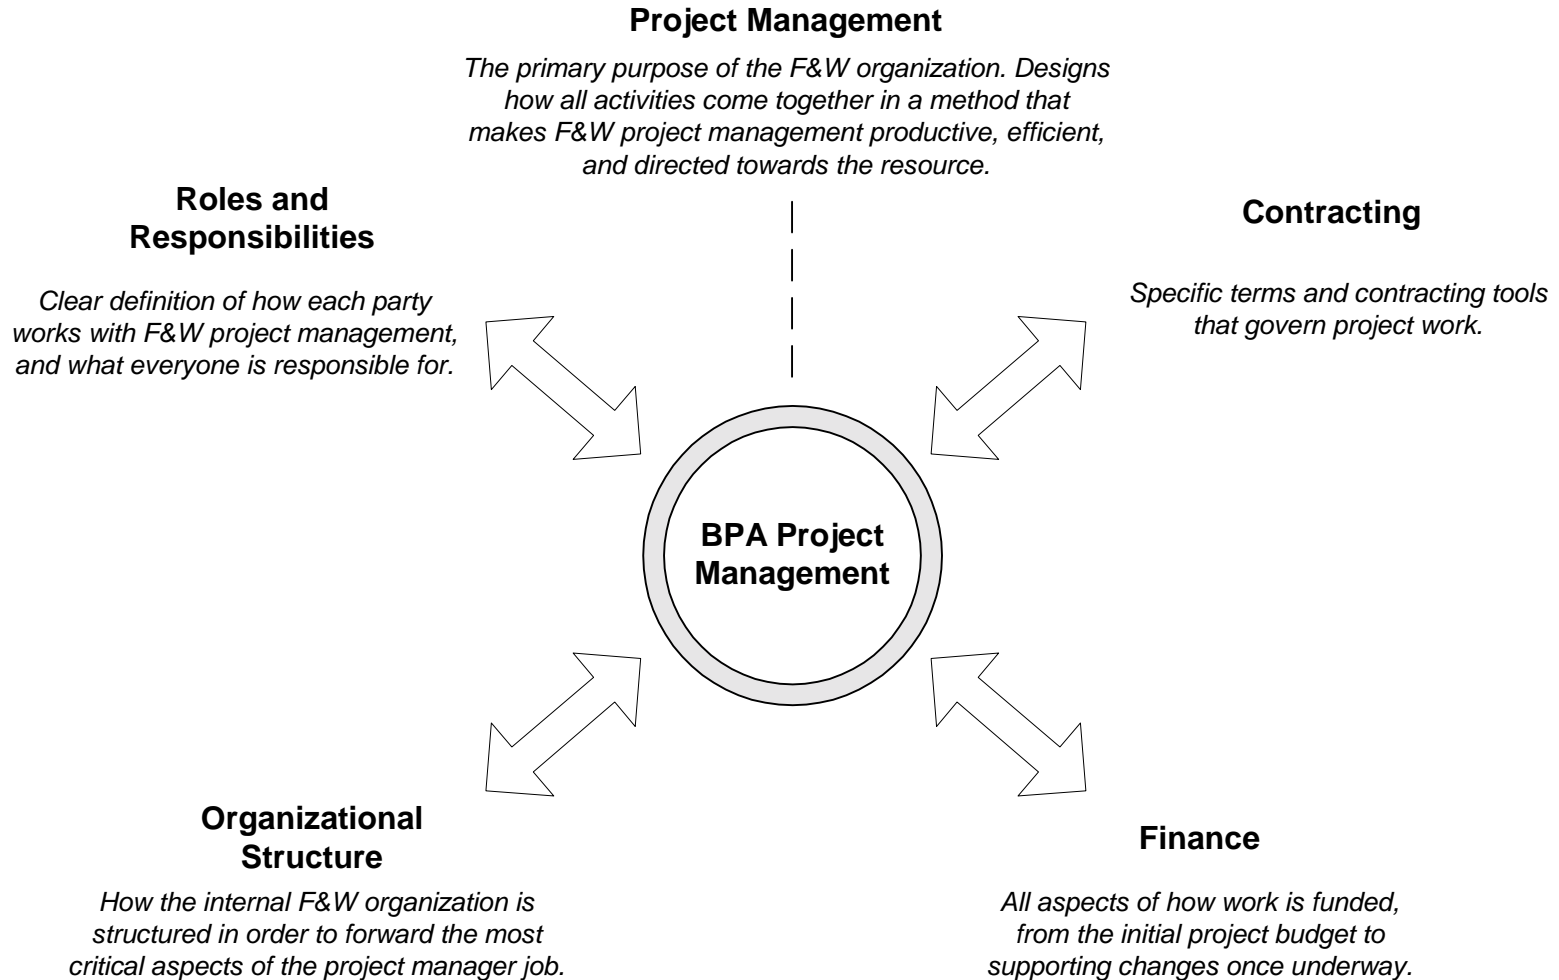 Project Management
The primary purpose of the F&W organization. Designs
how all activities come together in a method that
makes F&W project management productive, efficient,
and directed towards the resource.
Roles and
Responsibilities
Clear definition of how each party
works with F&W project management,
and what everyone is responsible for.
Contracting
Specific terms and contracting tools
that govern project work.
BPA Project
Management
Organizational
Structure
How the internal F&W organization is
structured in order to forward the most
critical aspects of the project manager job.
Finance
All aspects of how work is funded,
from the initial project budget to
supporting changes once underway.